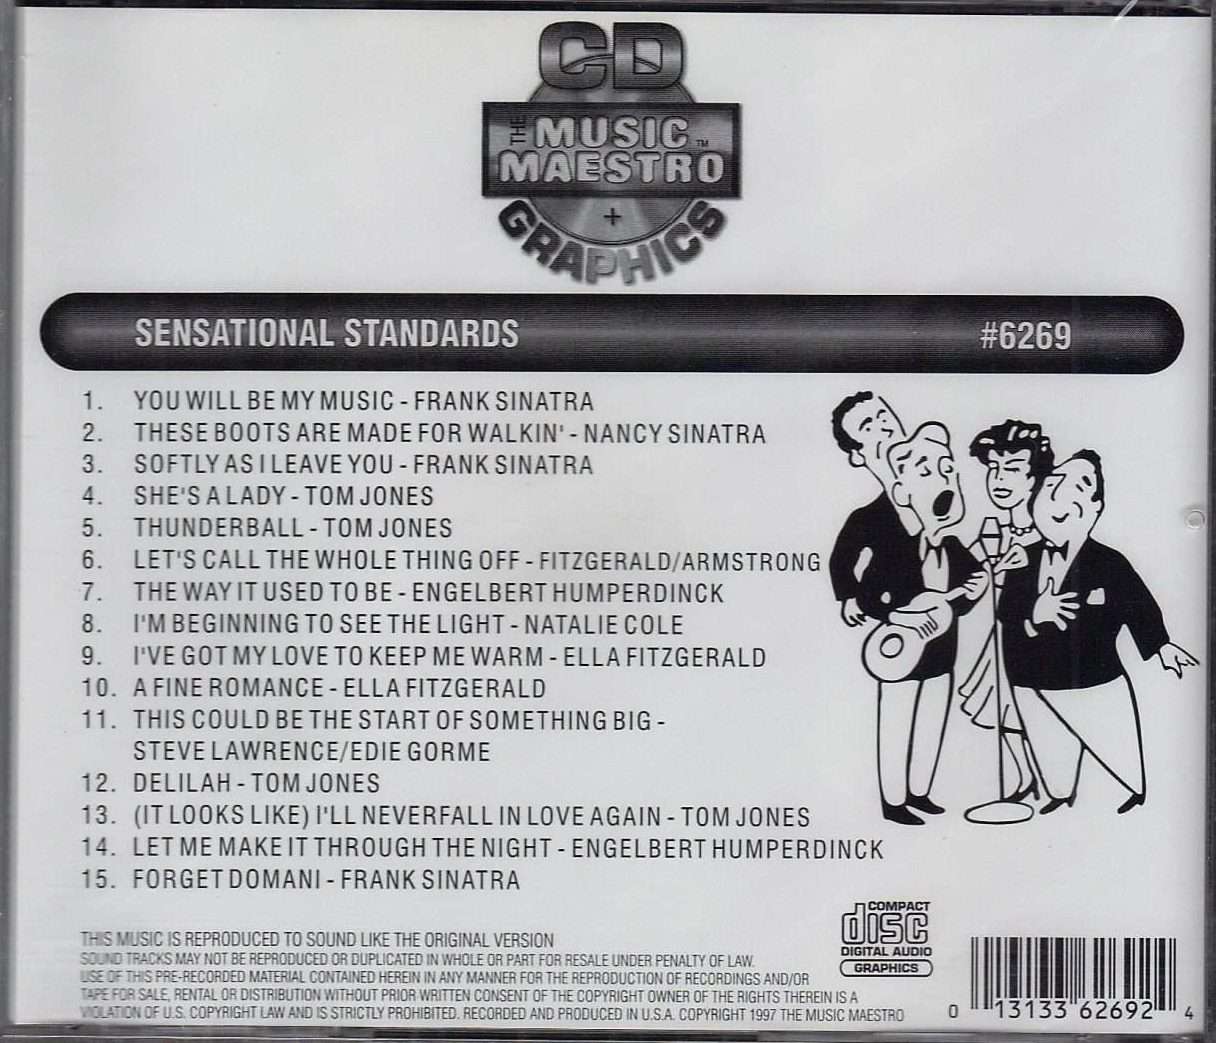 CD
THE MUSIC
MAESTRO™
+
GRAPHICS
SENSATIONAL STANDARDS #6269
1. YOU WILL BE MY MUSIC - FRANK SINATRA
2. THESE BOOTS ARE MADE FOR WALKIN' - NANCY SINATRA
3. SOFTLY AS I LEAVE YOU - FRANK SINATRA
4. SHE'S A LADY - TOM JONES
5. THUNDERBALL - TOM JONES
6. LET'S CALL THE WHOLE THING OFF - FITZGERALD/ARMSTRONG
7. THE WAY IT USED TO BE - ENGELBERT HUMPERDINCK
8. I'M BEGINNING TO SEE THE LIGHT - NATALIE COLE
9. I'VE GOT MY LOVE TO KEEP ME WARM - ELLA FITZGERALD
10. A FINE ROMANCE - ELLA FITZGERALD
11. THIS COULD BE THE START OF SOMETHING BIG -
STEVE LAWRENCE/EDIE GORME
12. DELILAH - TOM JONES
13. (IT LOOKS LIKE) I'LL NEVERFALL IN LOVE AGAIN - TOM JONES
14. LET ME MAKE IT THROUGH THE NIGHT - ENGELBERT HUMPERDINCK
15. FORGET DOMANI - FRANK SINATRA
THIS MUSIC IS REPRODUCED TO SOUND LIKE THE ORIGINAL VERSION
SOUND TRACKS MAY NOT BE REPRODUCED OR DUPLICATED IN WHOLE OR PART FOR RESALE UNDER PENALTY OF LAW.
USE OF THIS PRE-RECORDED MATERIAL CONTAINED HEREIN IN ANY MANNER FOR THE REPRODUCTION OF RECORDINGS AND/OR
TAPE FOR SALE, RENTAL OR DISTRIBUTION WITHOUT PRIOR WRITTEN CONSENT OF THE COPYRIGHT OWNER OF THE RIGHTS THEREIN IS A
VIOLATION OF U.S. COPYRIGHT LAW AND IS STRICTLY PROHIBITED. RECORDED AND PRODUCED IN U.S.A. COPYRIGHT 1997 THE MUSIC MAESTRO
COMPACT
disc
DIGITAL AUDIO
GRAPHICS
0 13133 62692 4